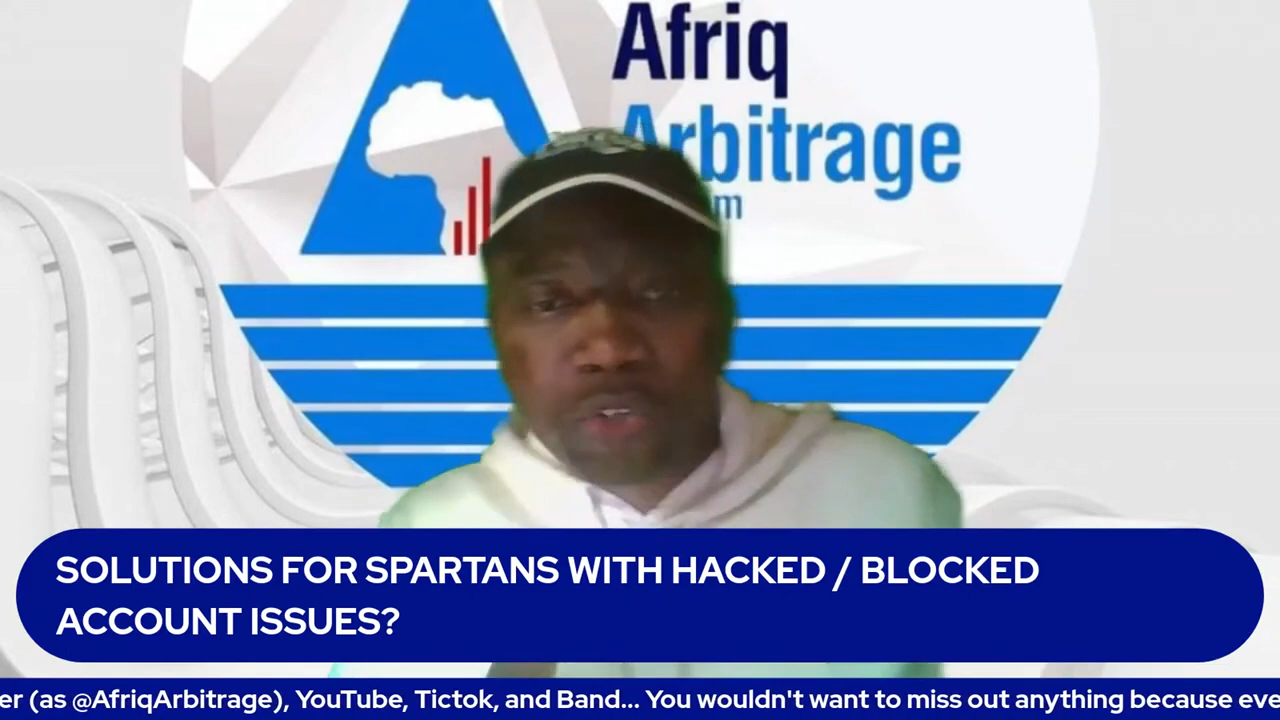 Afriq
Arbitrage
m
SOLUTIONS FOR SPARTANS WITH HACKED / BLOCKED
ACCOUNT ISSUES?
er (as @AfriqArbitrage), YouTube, Tictok, and Band... You wouldn't want to miss out anything because eve